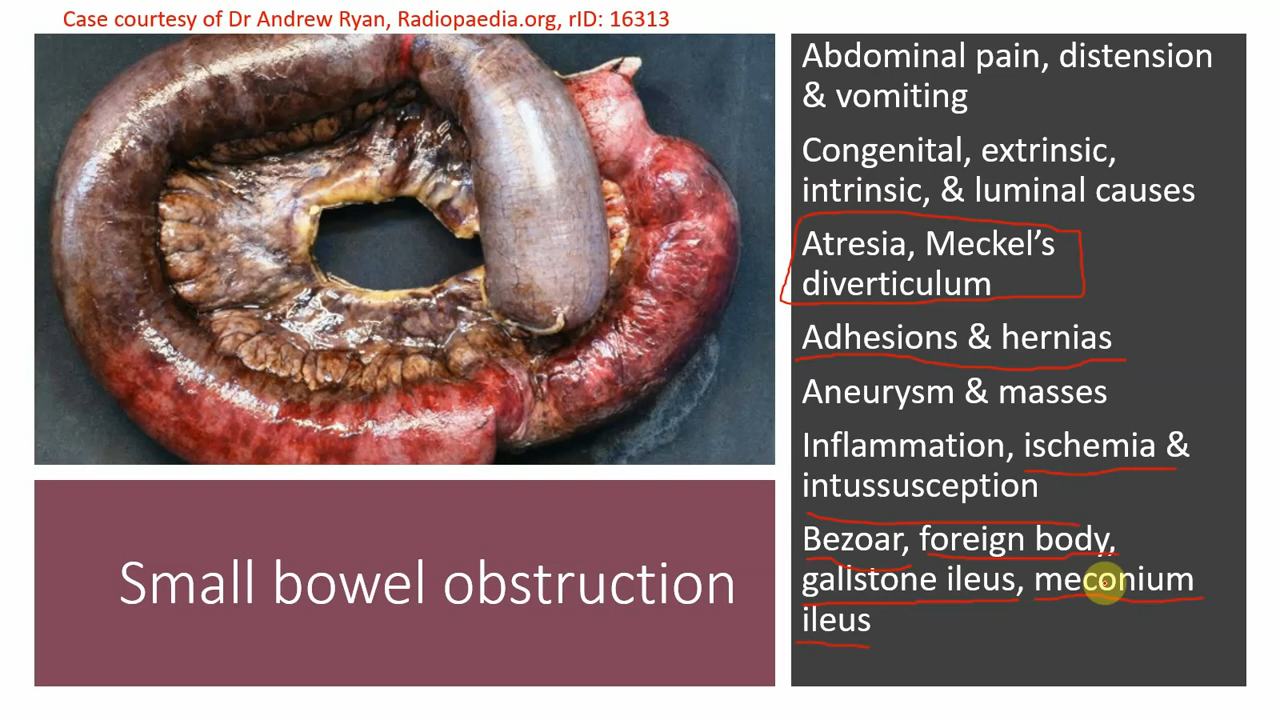 Case courtesy of Dr Andrew Ryan, Radiopaedia.org, rID: 16313
Abdominal pain, distension
& vomiting
Congenital, extrinsic,
intrinsic, & luminal causes
Atresia, Meckel’s
diverticulum
Adhesions & hernias
Aneurysm & masses
Inflammation, ischemia &
intussusception
Bezoar, foreign body,
gallstone ileus, meconium
ileus
Small bowel obstruction